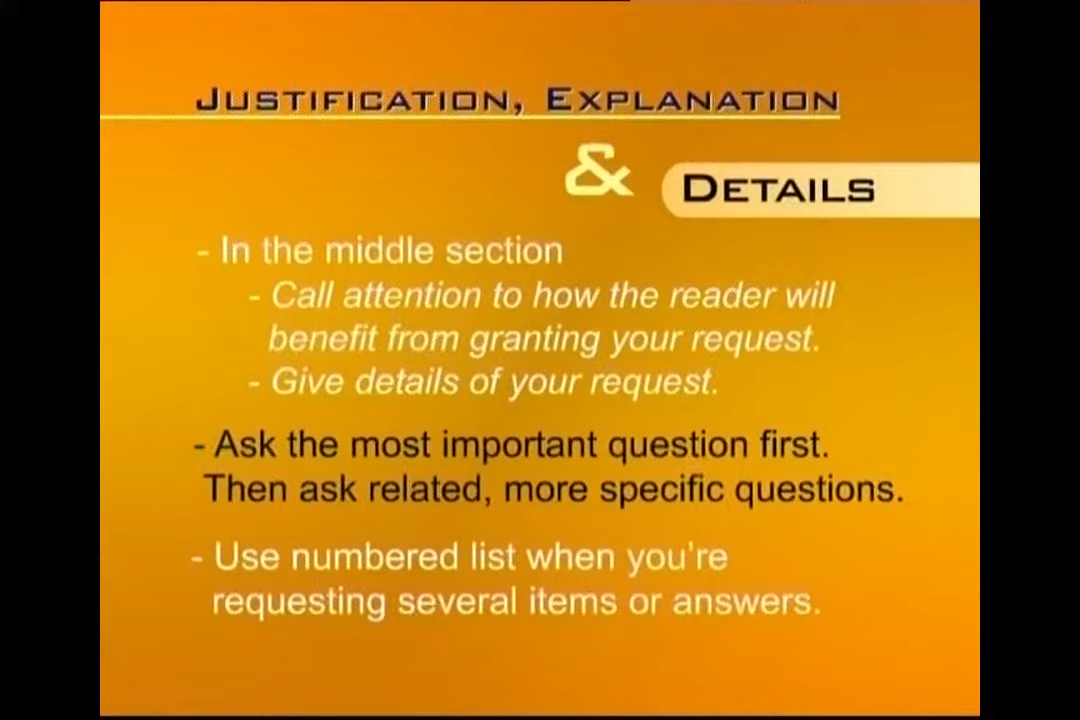 JUSTIFICATION, EXPLANATION
&
DETAILS
- In the middle section
- Call attention to how the reader will
benefit from granting your request.
- Give details of your request.
- Ask the most important question first.
Then ask related, more specific questions.
- Use numbered list when you're
requesting several items or answers.